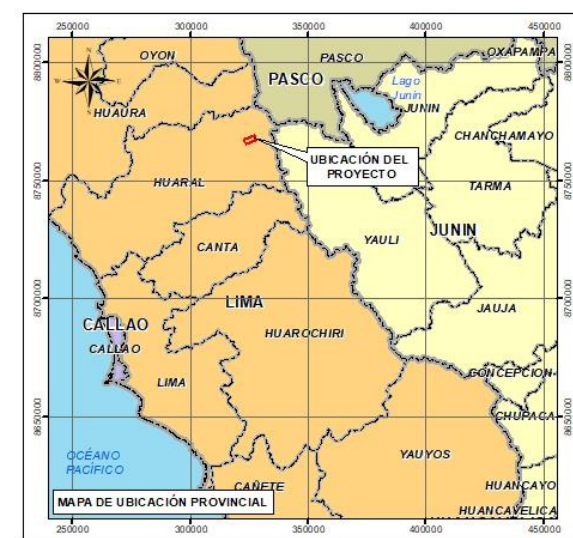 250000 300000 350000 400000 450000
8800000
8750000
8700000
8650000
N
OYON
PASCO
PASCO
OXAPAMPA
Lago
Junin
JUNIN
HUAURA
CHANCHAMAYO
UBICACIÓN DEL
PROYECTO
HUARAL
TARMA
YAULI
JUNIN
CANTA
LIMA
JAUJA
CALLAO
CALLAO
HUAROCHIRI
LIMA
CONCEPCION
CHUPACA
OCÉANO
PACÍFICO
YAUYOS
CAÑETE
HUANCAYO
MAPA DE UBICACIÓN PROVINCIAL
HUANCAVELICA
8800000
8750000
8700000
8650000
250000 300000 350000 400000 450000